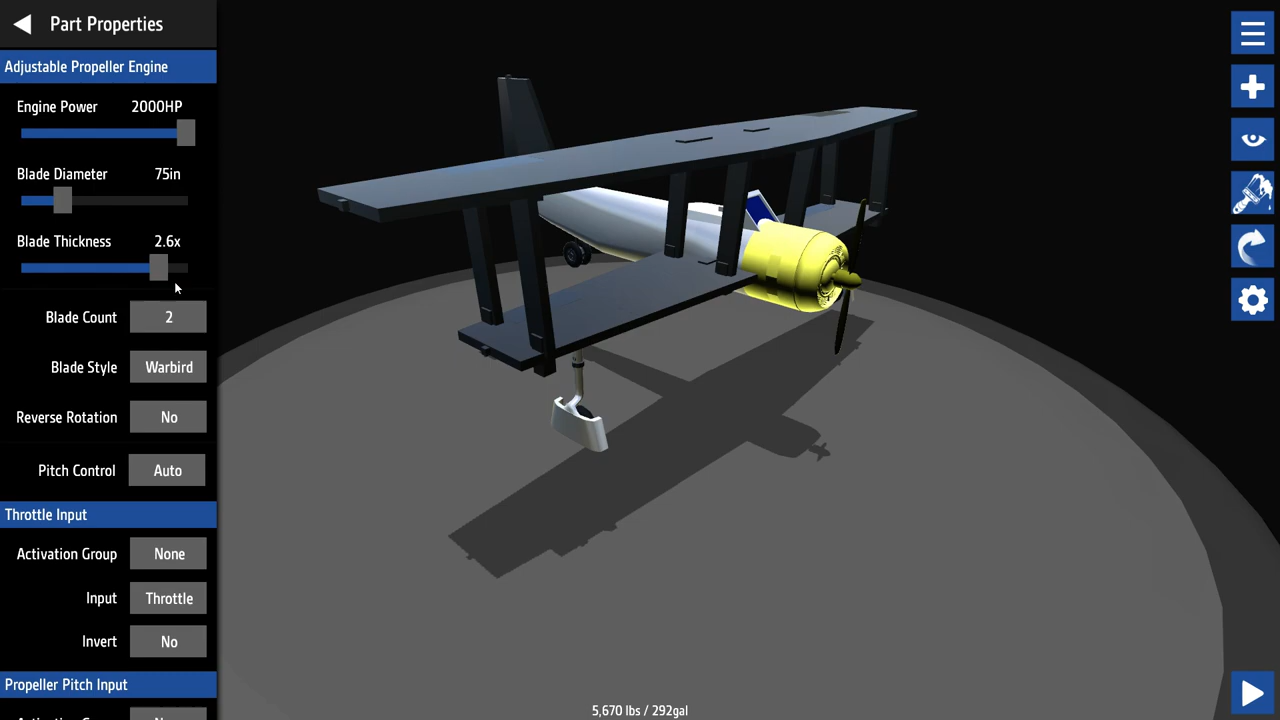 Part Properties
Adjustable Propeller Engine
Engine Power 2000HP
Blade Diameter 75in
Blade Thickness 2.6x
Blade Count 2
Blade Style Warbird
Reverse Rotation No
Pitch Control Auto
Throttle Input
Activation Group None
Input Throttle
Invert No
Propeller Pitch Input
5,670 lbs / 292gal